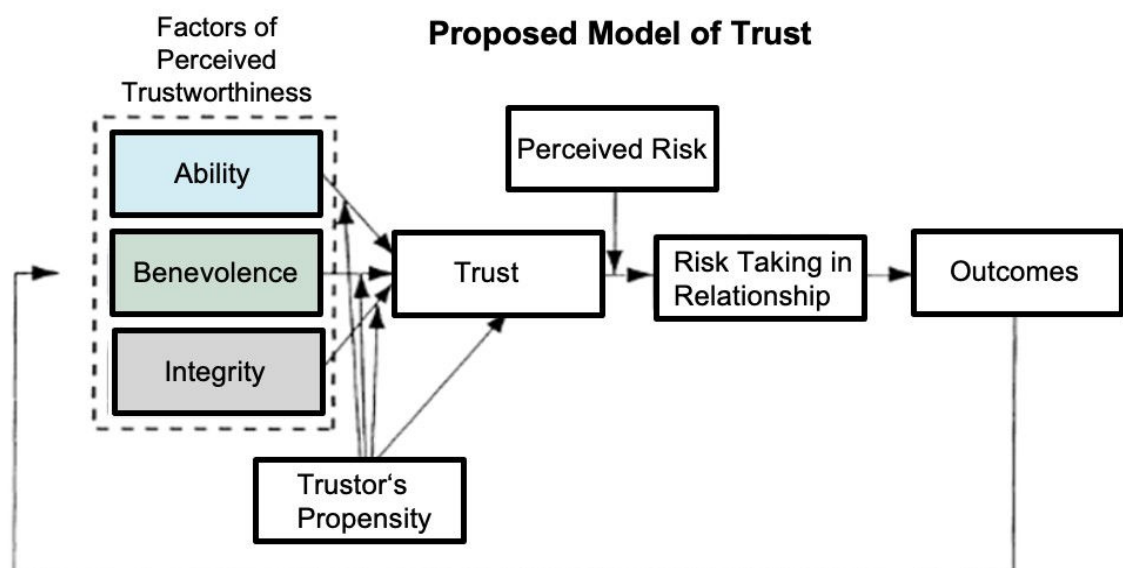 Factors of
Perceived
Trustworthiness
Proposed Model of Trust
Ability
Perceived Risk
Benevolence
Trust
Risk Taking in
Relationship
Outcomes
Integrity
Trustor‘s
Propensity